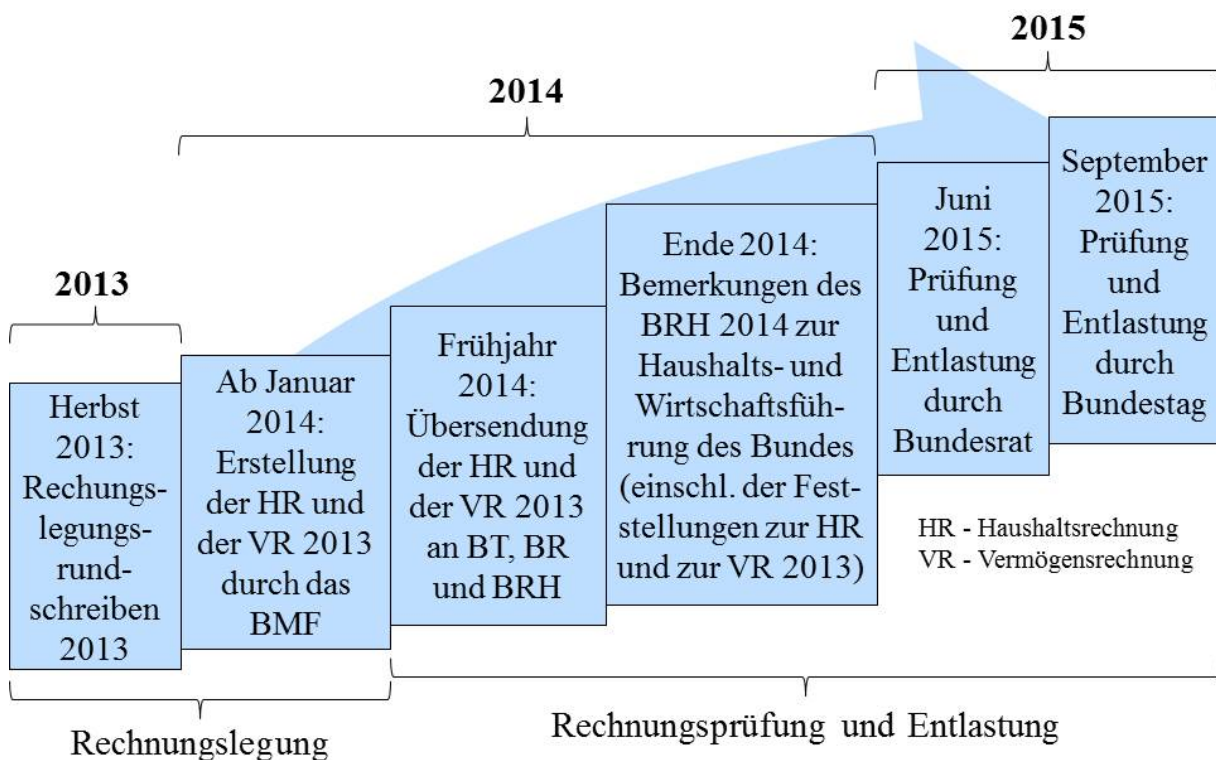 2013
2014
2015
Herbst
2013:
Rechungs-
legungs-
rund-
schreiben
2013
Ab Januar
2014:
Erstellung
der HR und
der VR 2013
durch das
BMF
Frühjahr
2014:
Übersendung
der HR und
der VR 2013
an BT, BR
und BRH
Ende 2014:
Bemerkungen des
BRH 2014 zur
Haushalts- und
Wirtschaftsfüh-
rung des Bundes
(einschl. der Fest-
stellungen zur HR
und zur VR 2013)
Juni
2015:
Prüfung
und
Entlastung
durch
Bundesrat
September
2015:
Prüfung
und
Entlastung
durch
Bundestag
HR - Haushaltsrechnung
VR - Vermögensrechnung
Rechnungslegung
Rechnungsprüfung und Entlastung